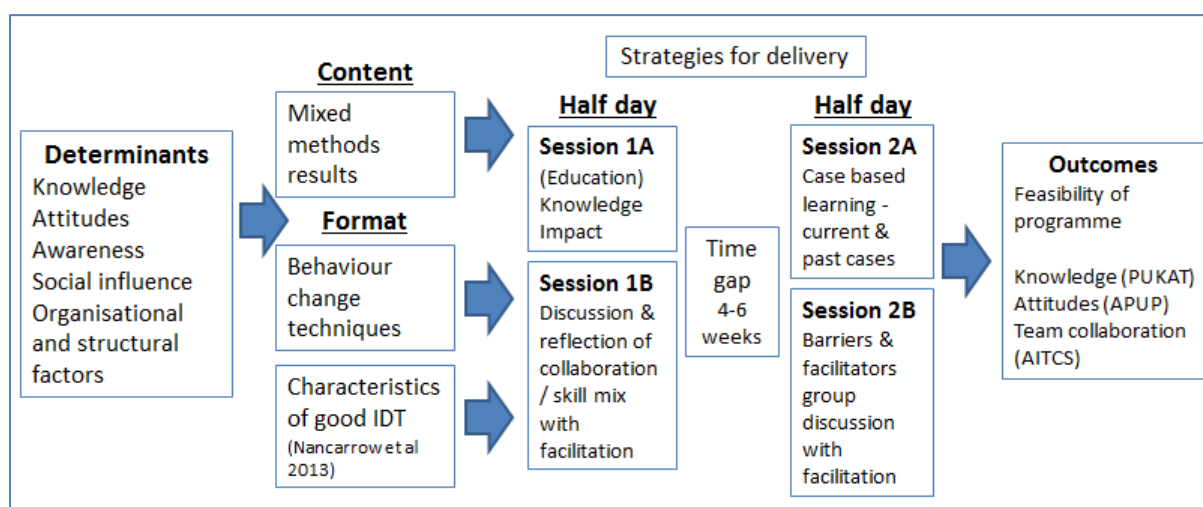 Strategies for delivery
Determinants
Knowledge
Attitudes
Awareness
Social influence
Organisational
and structural
factors
Content
Mixed
methods
results
Format
Behaviour
change
techniques
Characteristics
of good IDT
(Nancarrow et al
2013)
Half day
Session 1A
(Education)
Knowledge
Impact
Session 1B
Discussion &
reflection of
collaboration
/ skill mix
with
facilitation
Time
gap
4-6
weeks
Half day
Session 2A
Case based
learning -
current &
past cases
Session 2B
Barriers &
facilitators
group
discussion
with
facilitation
Outcomes
Feasibility of
programme
Knowledge (PUKAT)
Attitudes (APUP)
Team collaboration
(AITCS)